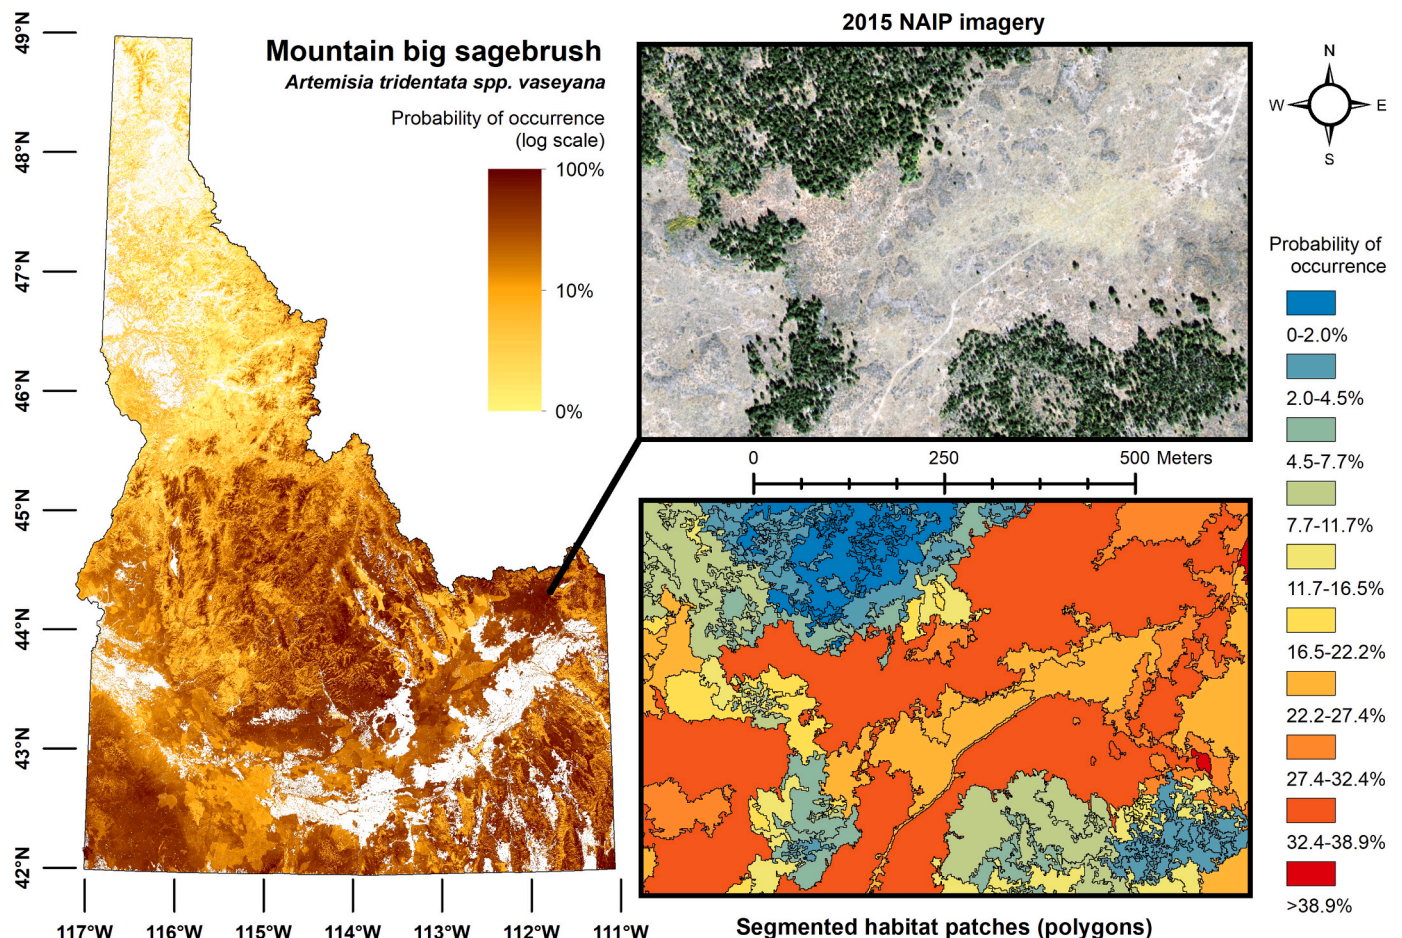 Mountain big sagebrush
Artemisia tridentata spp. vaseyana
Probability of occurrence
(log scale)
100%
10%
0%
49°N
48°N
47°N
46°N
45°N
44°N
43°N
42°N
117°W
116°W
115°W
114°W
113°W
112°W
111°W
2015 NAIP imagery
0
250
500 Meters
Segmented habitat patches (polygons)
N
W
E
S
Probability of
occurrence
0-2.0%
2.0-4.5%
4.5-7.7%
7.7-11.7%
11.7-16.5%
16.5-22.2%
22.2-27.4%
27.4-32.4%
32.4-38.9%
>38.9%